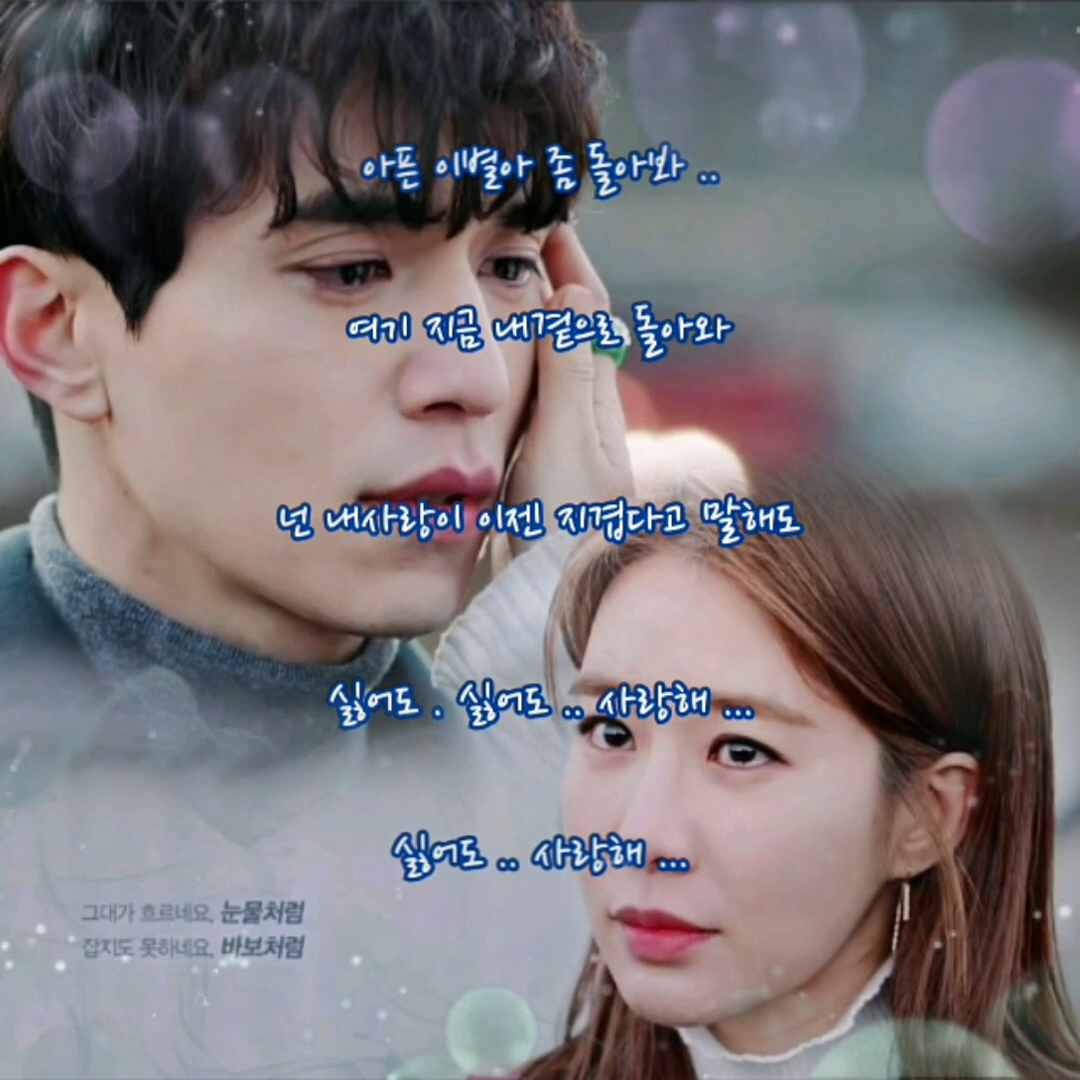 아픈 이별아 좀 돌아봐 ..
여기 지금 내곁으로 돌아와
넌 내사랑이 이젠 지겹다고 말해도
싫어도 . 싫어도 .. 사랑해 ...
싫어도 .. 사랑해 ...
그대가 흐르네요, 눈물처럼
잡지도 못하네요, 바보처럼